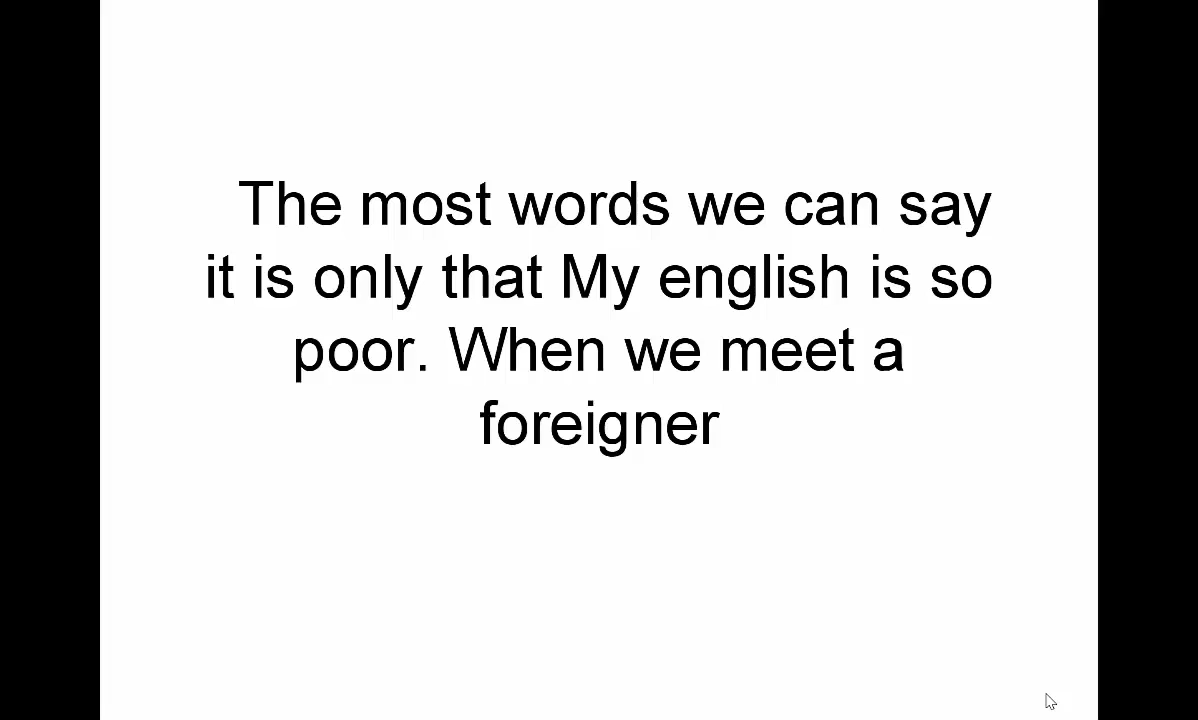 The most words we can say
it is only that My english is so
poor. When we meet a
foreigner